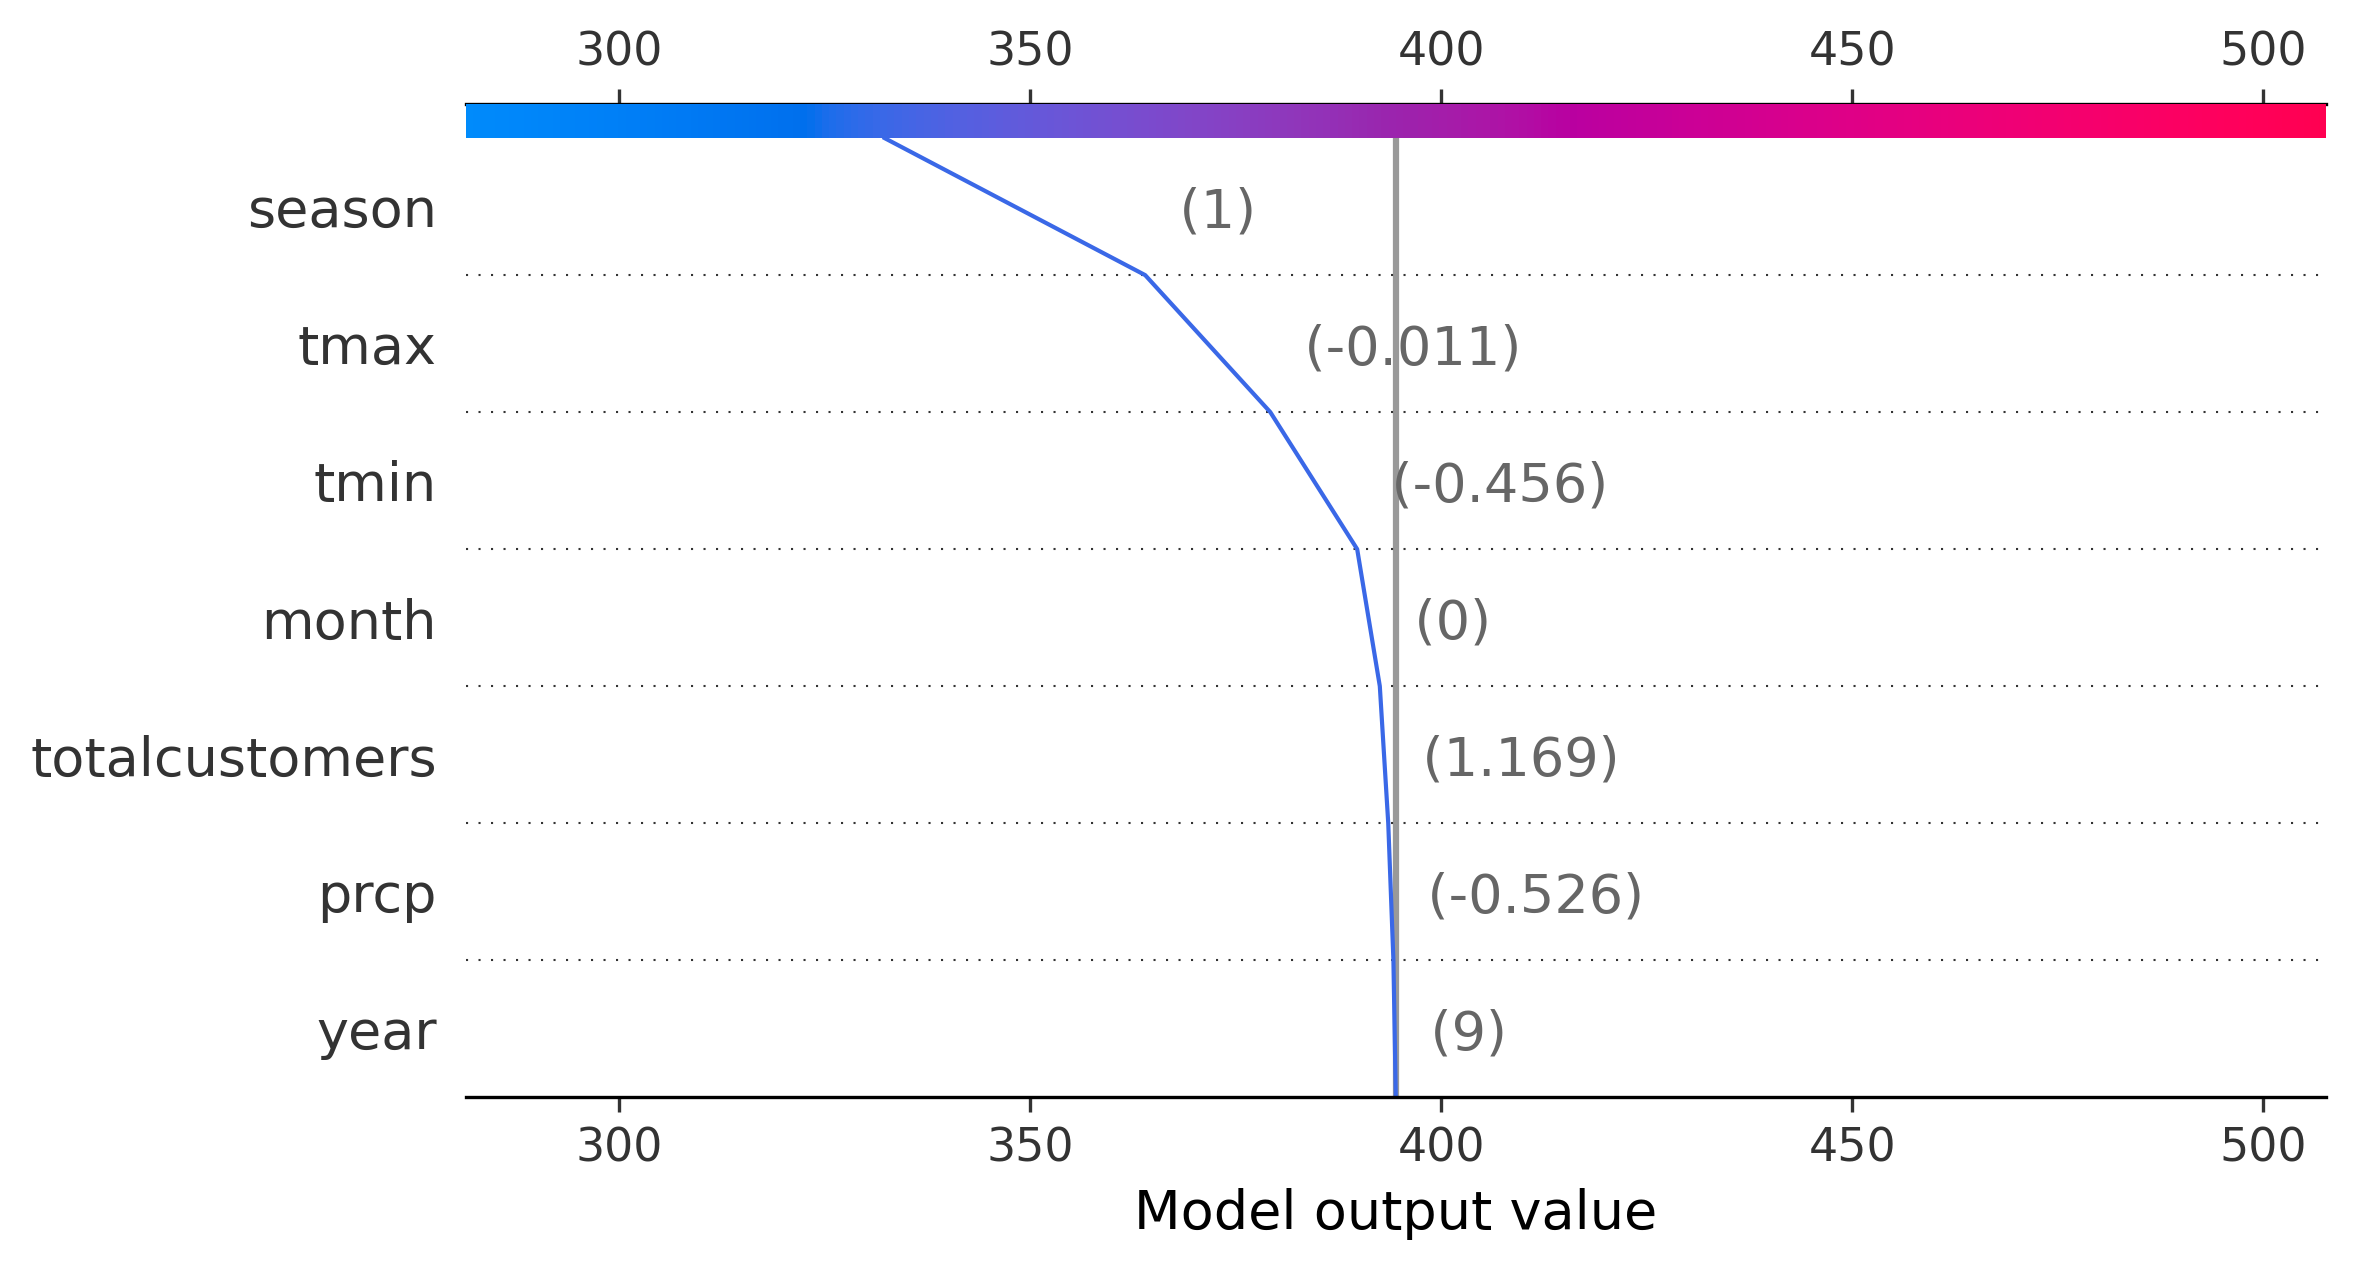 300 350 400 450 500
season (1)
tmax (-0.011)
tmin (-0.456)
month (0)
totalcustomers (1.169)
prcp (-0.526)
year (9)
300 350 400 450 500
Model output value